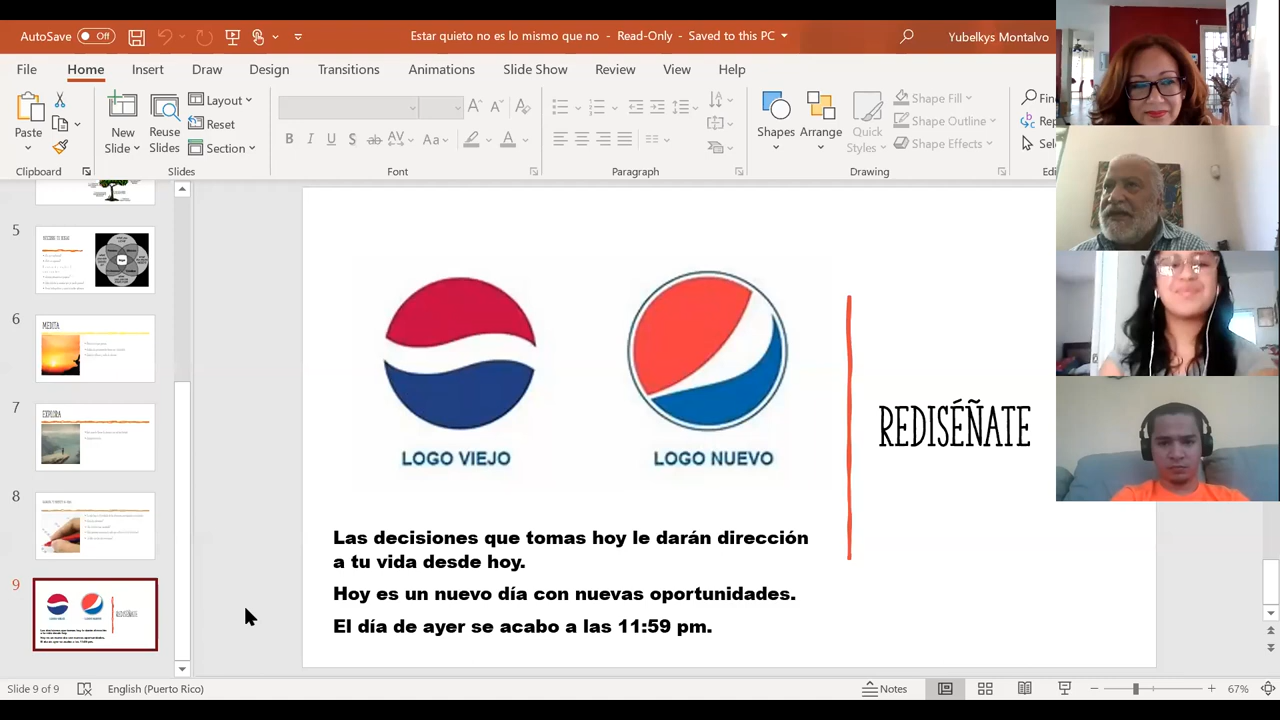 AutoSave Off
Estar quieto no es lo mismo que no - Read-Only - Saved to this PC
Yubelkys Montalvo
File Home Insert Draw Design Transitions Animations Slide Show Review View Help
Paste
New Slide
Reuse Slides
Layout
Reset
Section
Shapes
Arrange
Quick Styles
Shape Fill
Shape Outline
Shape Effects
Clipboard
Slides
Font
Paragraph
Drawing
5
6
MEDITA
7
EXPLORA
8
9
LOGO VIEJO
LOGO NUEVO
REDISÉÑATE
Las decisiones que tomas hoy le darán dirección
a tu vida desde hoy.
Hoy es un nuevo día con nuevas oportunidades.
El día de ayer se acabo a las 11:59 pm.
Slide 9 of 9
English (Puerto Rico)
Notes
67%